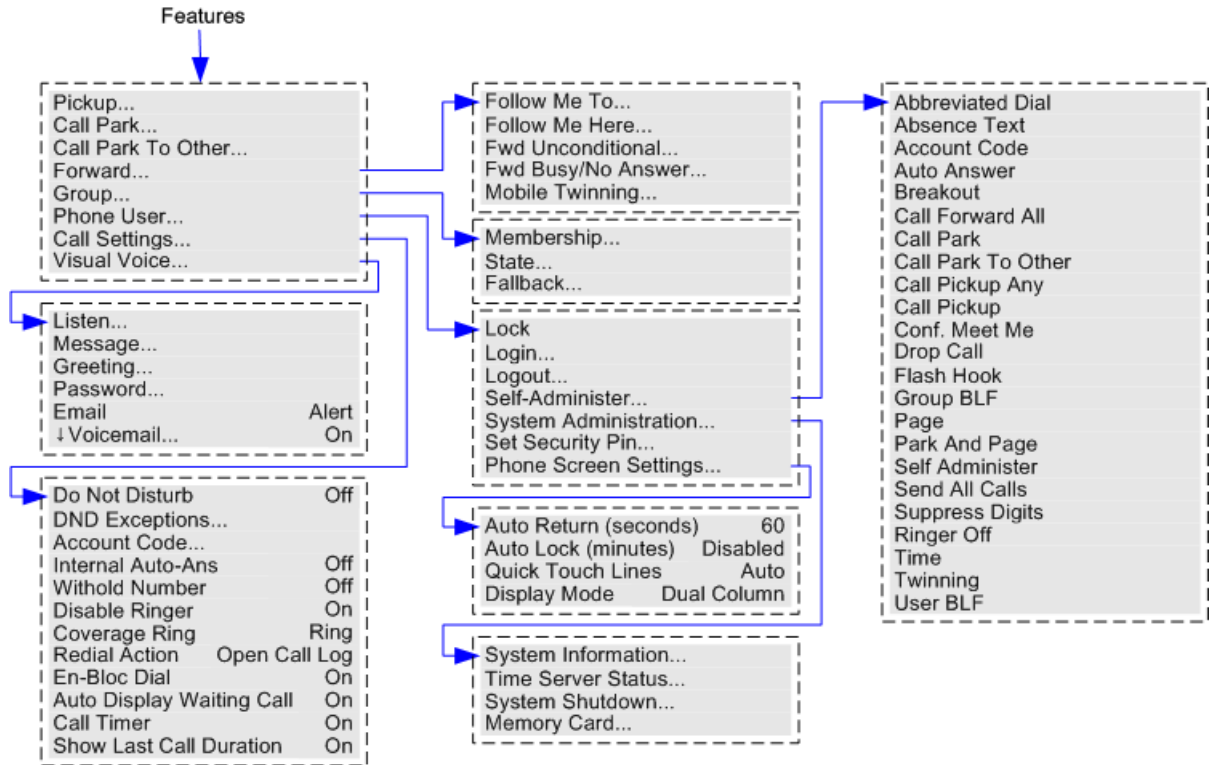 Features
Pickup...
Call Park...
Call Park To Other...
Forward...
Group...
Phone User...
Call Settings...
Visual Voice...
Listen...
Message...
Greeting...
Password...
Email Alert
↓Voicemail... On
Do Not Disturb Off
DND Exceptions...
Account Code...
Internal Auto-Ans Off
Withold Number Off
Disable Ringer On
Coverage Ring Ring
Redial Action Open Call Log
En-Bloc Dial On
Auto Display Waiting Call On
Call Timer On
Show Last Call Duration On
Follow Me To...
Follow Me Here...
Fwd Unconditional...
Fwd Busy/No Answer...
Mobile Twinning...
Membership...
State...
Fallback...
Lock
Login...
Logout...
Self-Administer...
System Administration...
Set Security Pin...
Phone Screen Settings...
Auto Return (seconds) 60
Auto Lock (minutes) Disabled
Quick Touch Lines Auto
Display Mode Dual Column
System Information...
Time Server Status...
System Shutdown...
Memory Card...
Abbreviated Dial
Absence Text
Account Code
Auto Answer
Breakout
Call Forward All
Call Park
Call Park To Other
Call Pickup Any
Call Pickup
Conf. Meet Me
Drop Call
Flash Hook
Group BLF
Page
Park And Page
Self Administer
Send All Calls
Suppress Digits
Ringer Off
Time
Twinning
User BLF